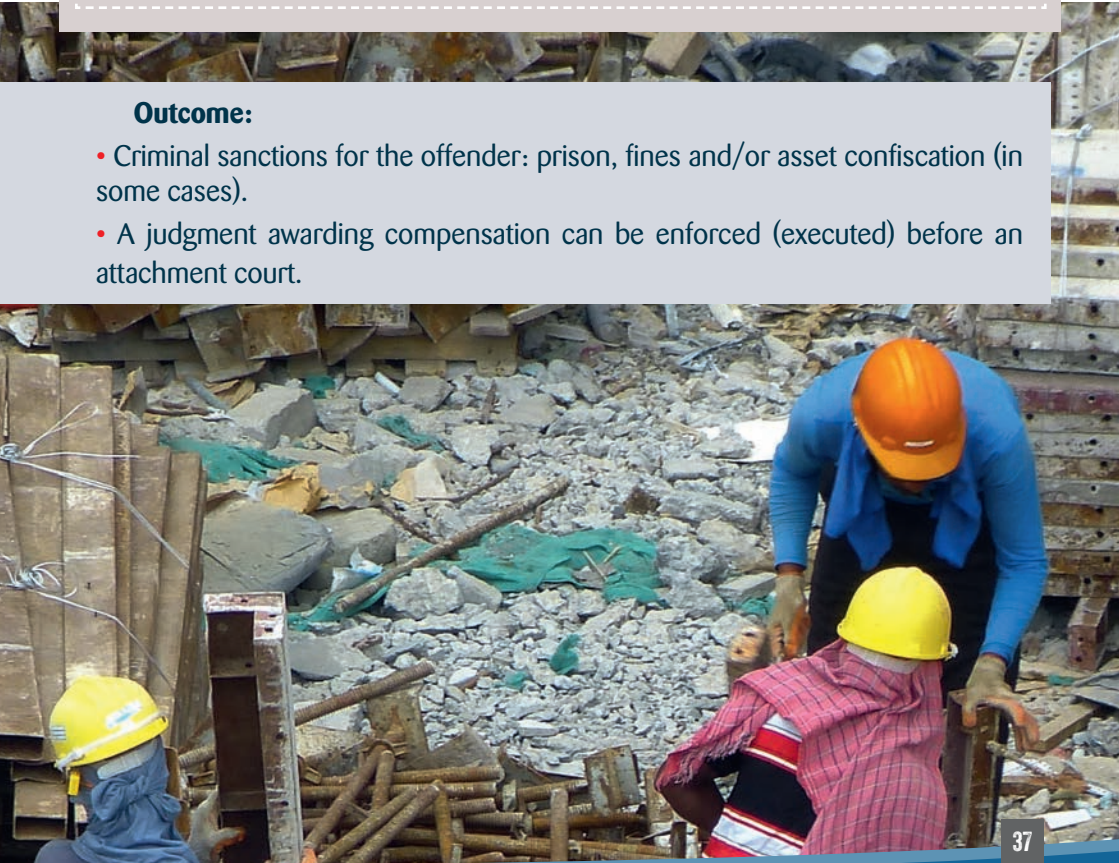 Outcome:
• Criminal sanctions for the offender: prison, fines and/or asset confiscation (in
some cases).
• A judgment awarding compensation can be enforced (executed) before an
attachment court.
37